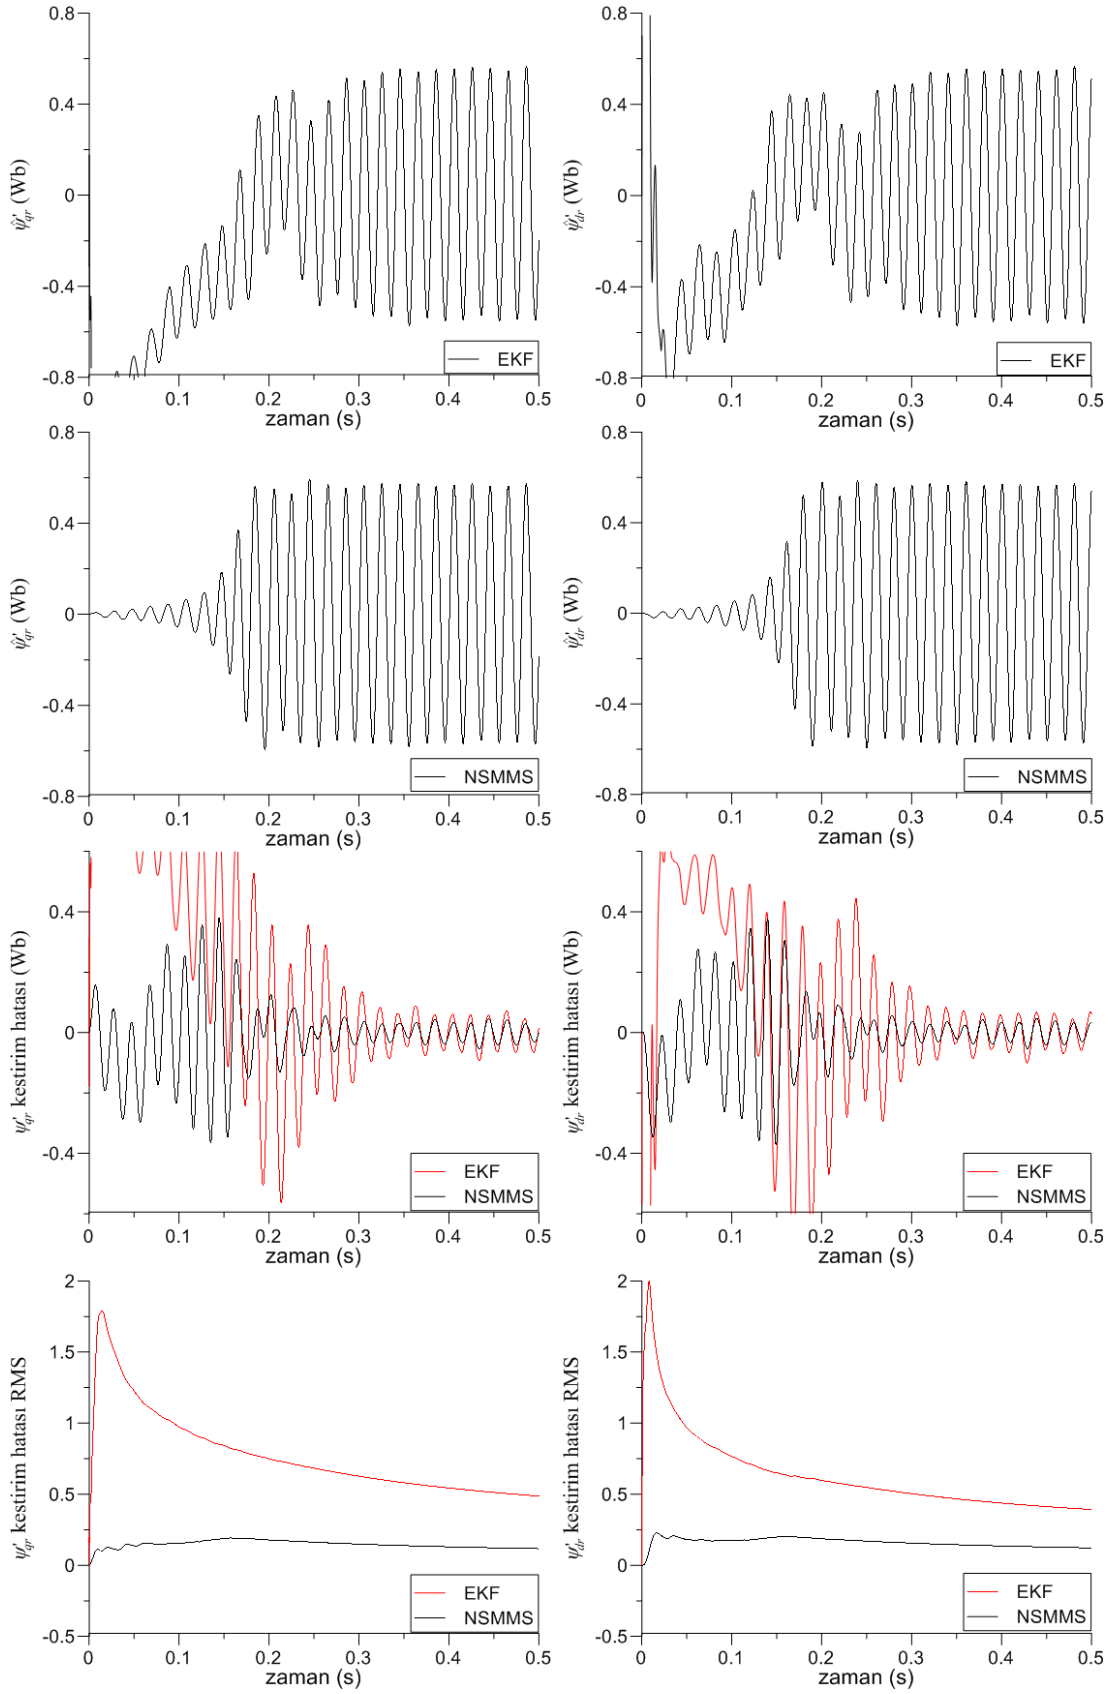 0.8
0.4
0
-0.4
-0.8
ψ̂′qr (Wb)
EKF
0 0.1 0.2 0.3 0.4 0.5
zaman (s)
0.8
0.4
0
-0.4
-0.8
ψ̂′dr (Wb)
EKF
0 0.1 0.2 0.3 0.4 0.5
zaman (s)
0.8
0.4
0
-0.4
-0.8
ψ̂′qr (Wb)
NSMMS
0 0.1 0.2 0.3 0.4 0.5
zaman (s)
0.8
0.4
0
-0.4
-0.8
ψ̂′dr (Wb)
NSMMS
0 0.1 0.2 0.3 0.4 0.5
zaman (s)
0.4
0
-0.4
ψ′qr kestirim hatası (Wb)
EKF
NSMMS
0 0.1 0.2 0.3 0.4 0.5
zaman (s)
0.4
0
-0.4
ψ′dr kestirim hatası (Wb)
EKF
NSMMS
0 0.1 0.2 0.3 0.4 0.5
zaman (s)
2
1.5
1
0.5
0
-0.5
ψ′qr kestirim hatası RMS
EKF
NSMMS
0 0.1 0.2 0.3 0.4 0.5
zaman (s)
2
1.5
1
0.5
0
-0.5
ψ′dr kestirim hatası RMS
EKF
NSMMS
0 0.1 0.2 0.3 0.4 0.5
zaman (s)